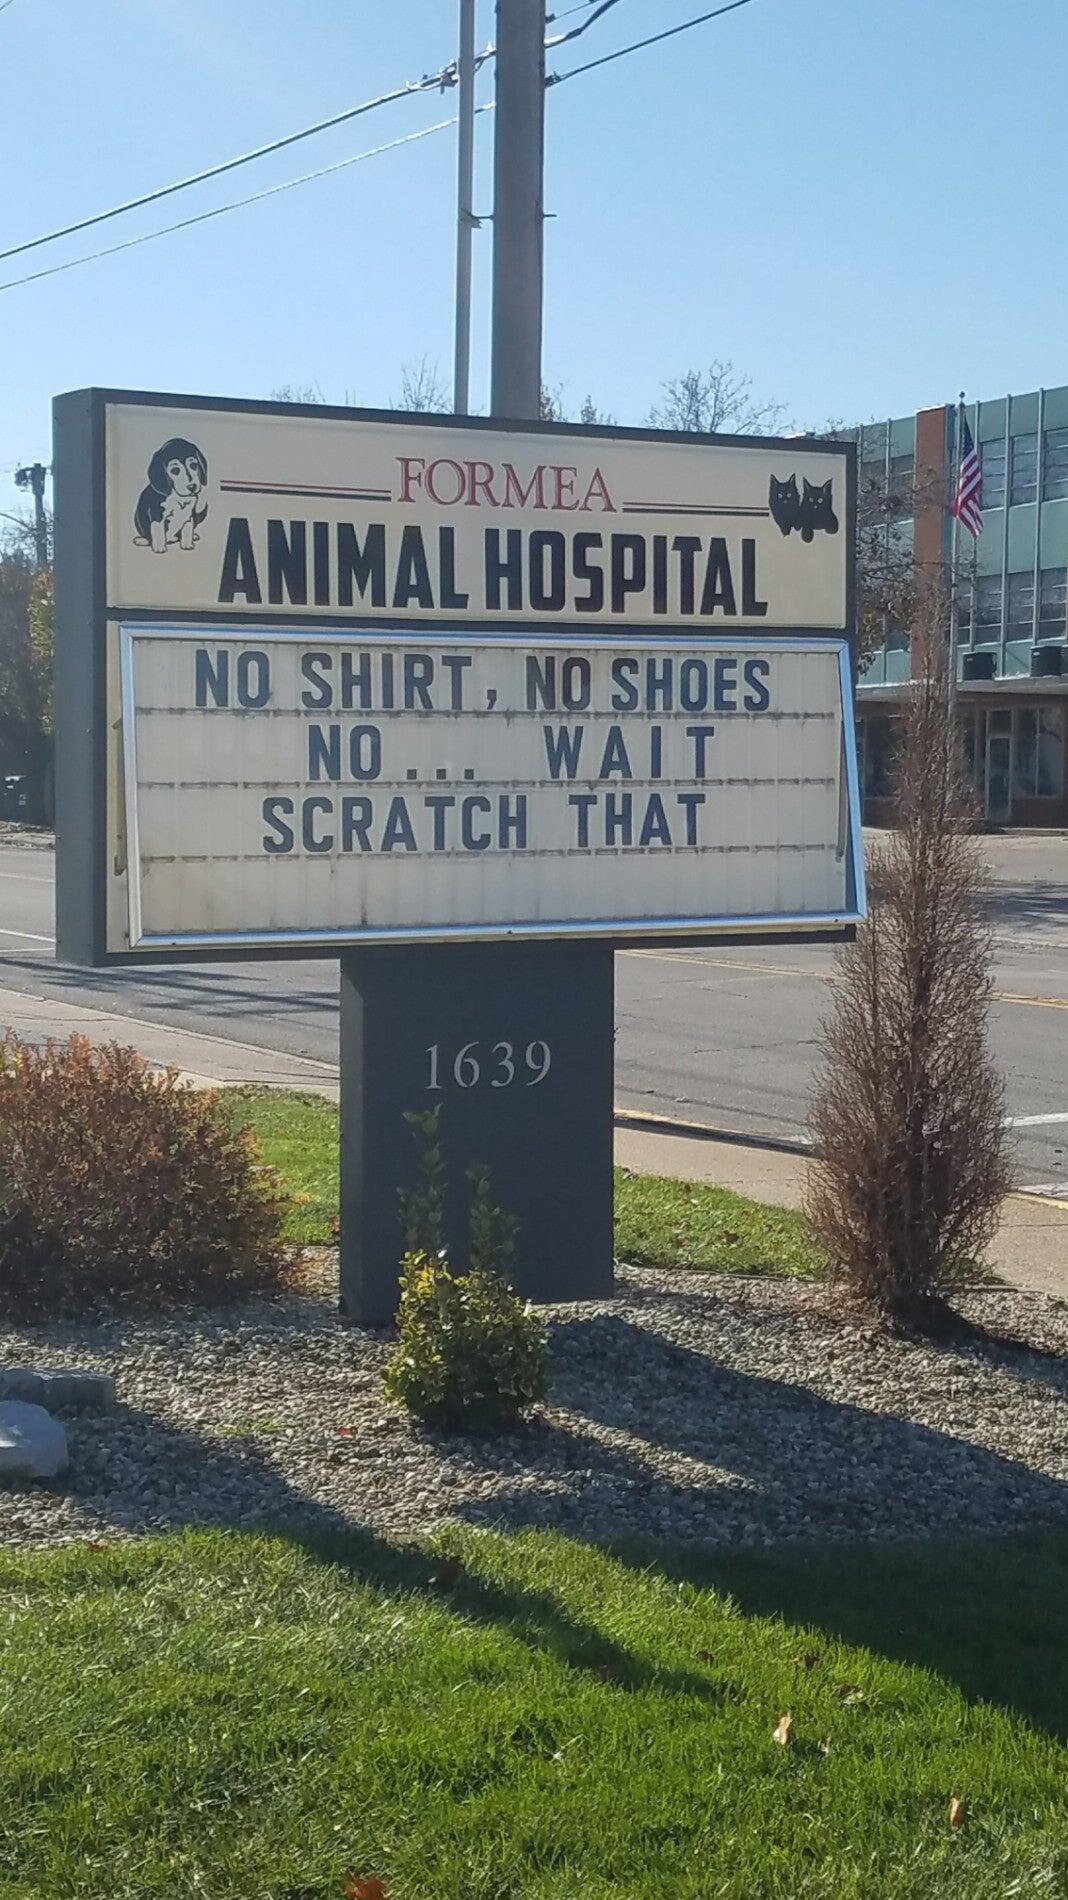 FORMEA
ANIMAL HOSPITAL
NO SHIRT, NO SHOES
NO... WAIT
SCRATCH THAT
1639